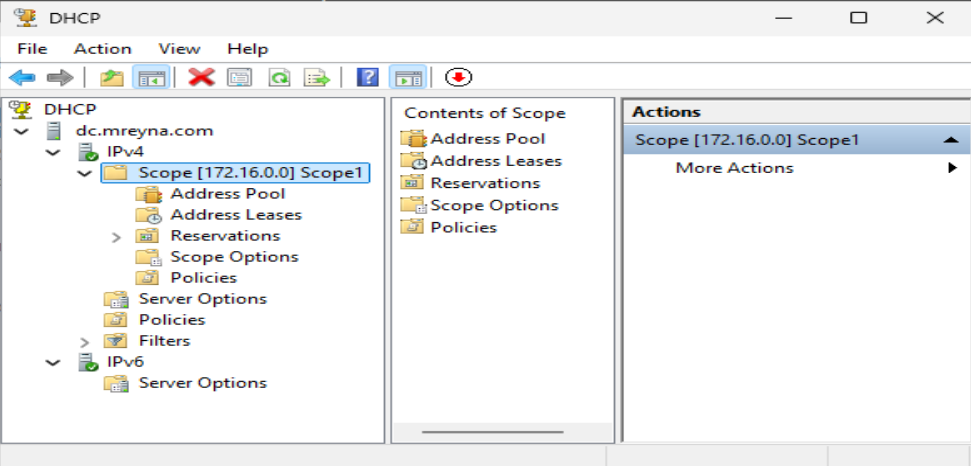 DHCP
File Action View Help
DHCP
dc.mreyna.com
IPv4
Scope [172.16.0.0] Scope1
Address Pool
Address Leases
Reservations
Scope Options
Policies
Server Options
Policies
Filters
IPv6
Server Options
Contents of Scope
Address Pool
Address Leases
Reservations
Scope Options
Policies
Actions
Scope [172.16.0.0] Scope1
More Actions